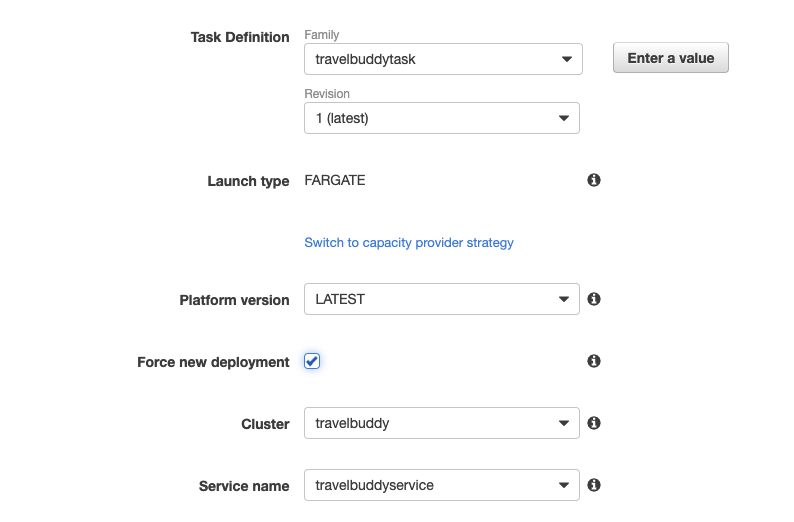 Task Definition
Family
travelbuddytask
Enter a value
Revision
1 (latest)
Launch type
FARGATE
Switch to capacity provider strategy
Platform version
LATEST
Force new deployment
Cluster
travelbuddy
Service name
travelbuddyservice